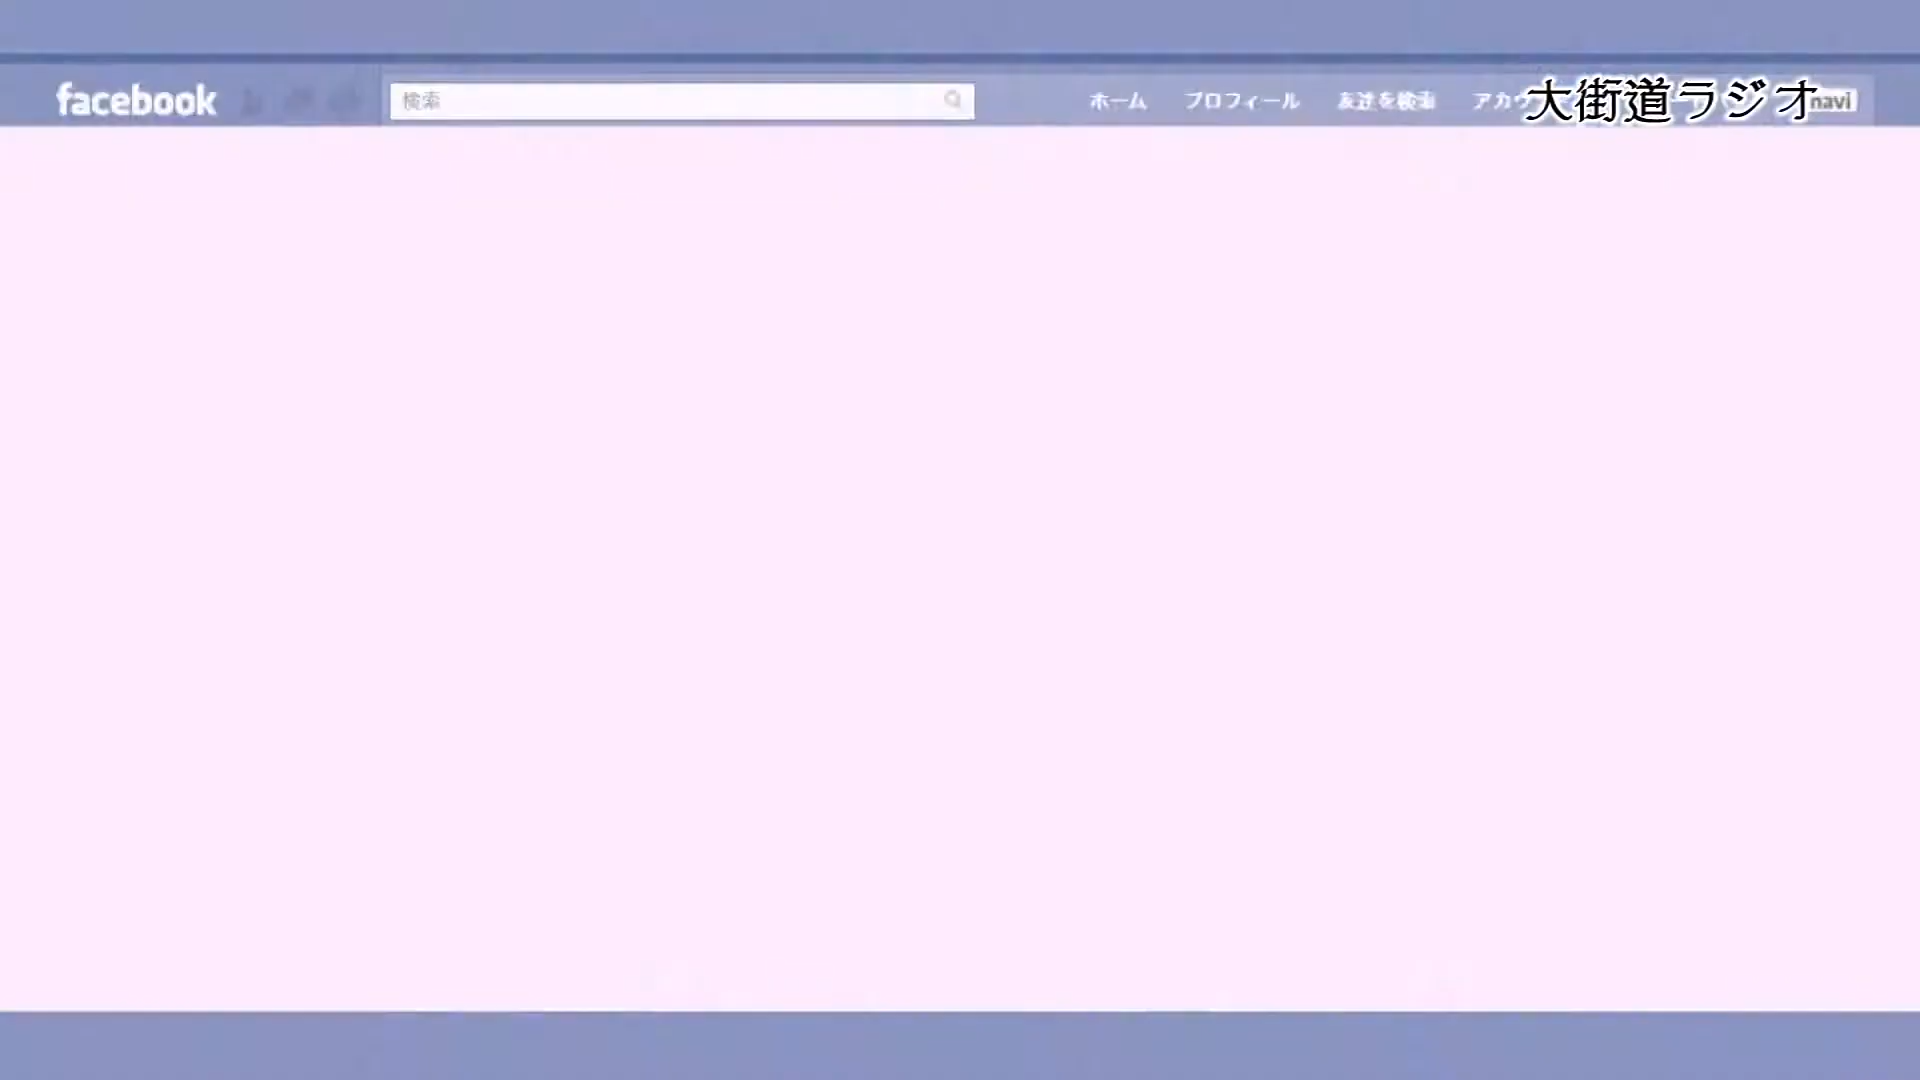 facebook
検索
ホーム プロフィール 友達を検索 アカウ
大街道ラジオ
navi